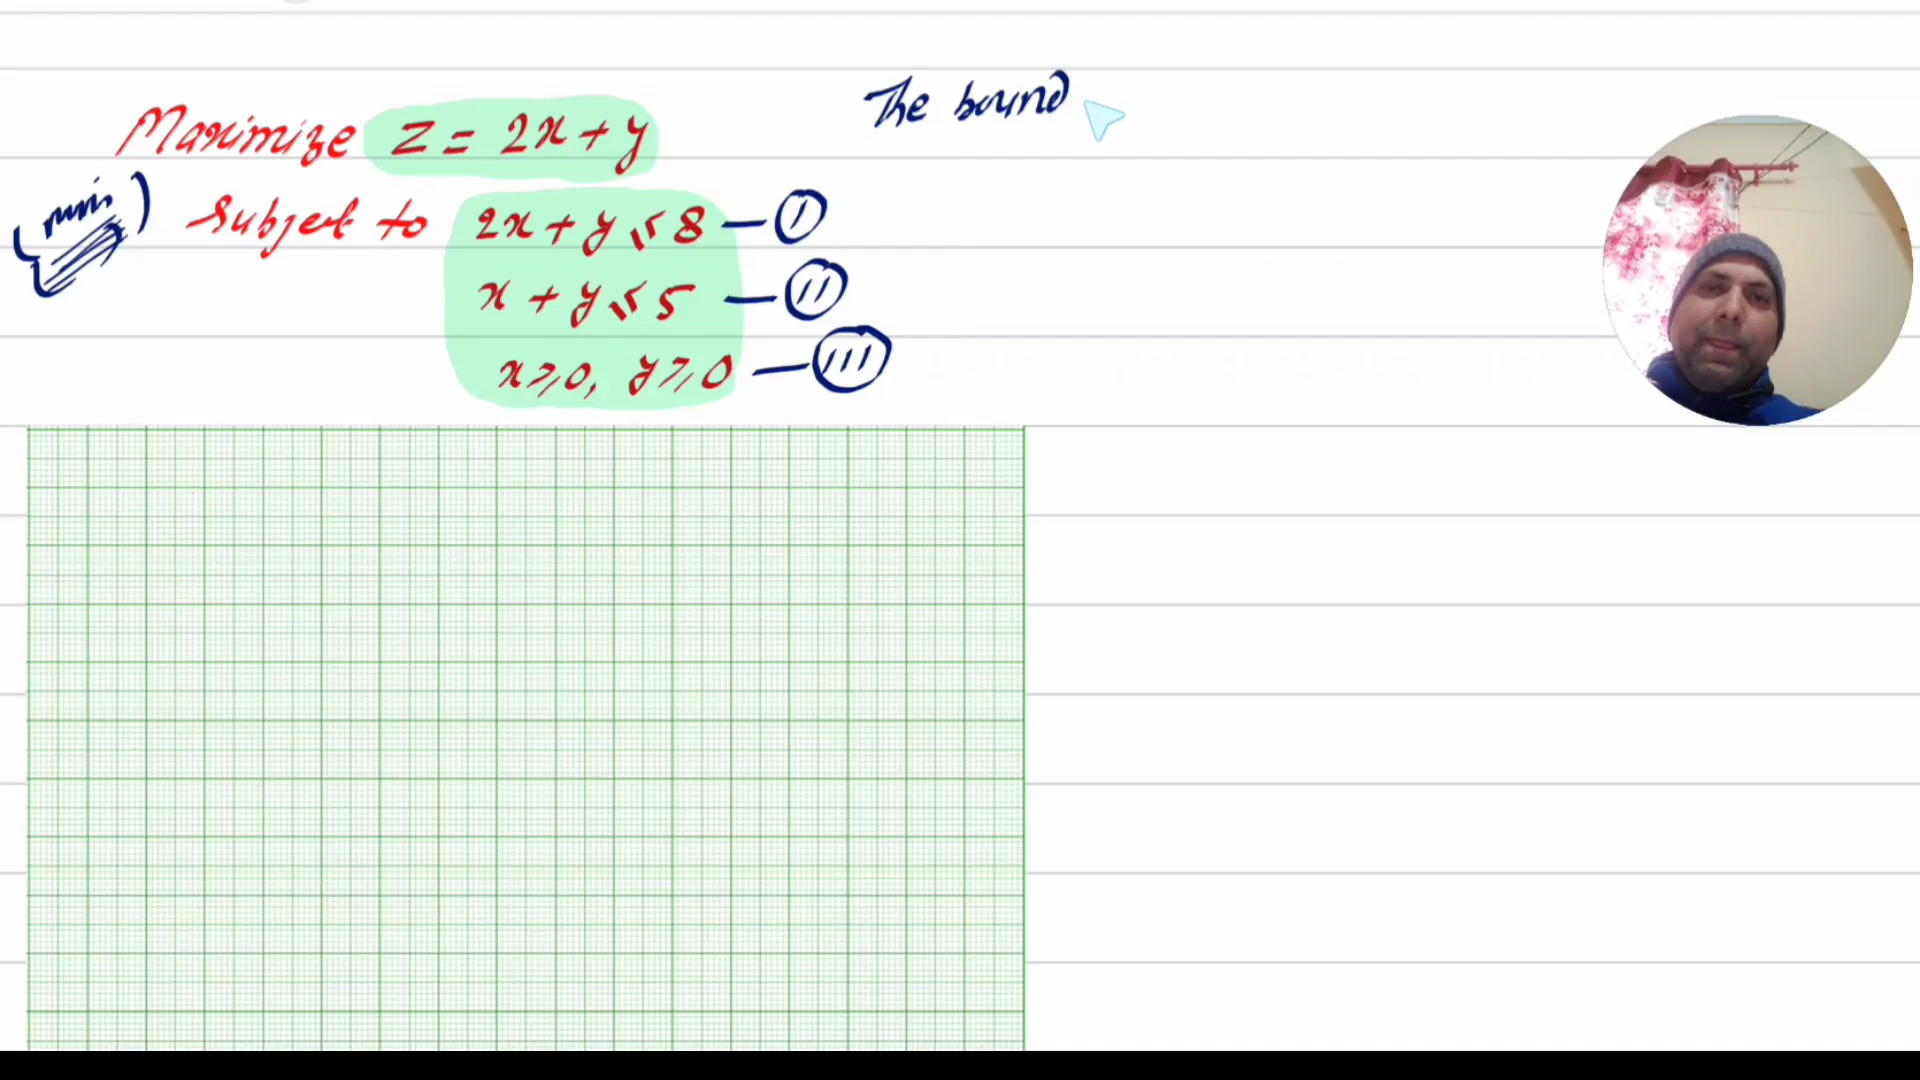 The bound
Maximize z = 2x + y
(min) Subject to 2x + y ≤ 8 — I
x + y ≤ 5 — II
x ≥ 0, y ≥ 0 — III